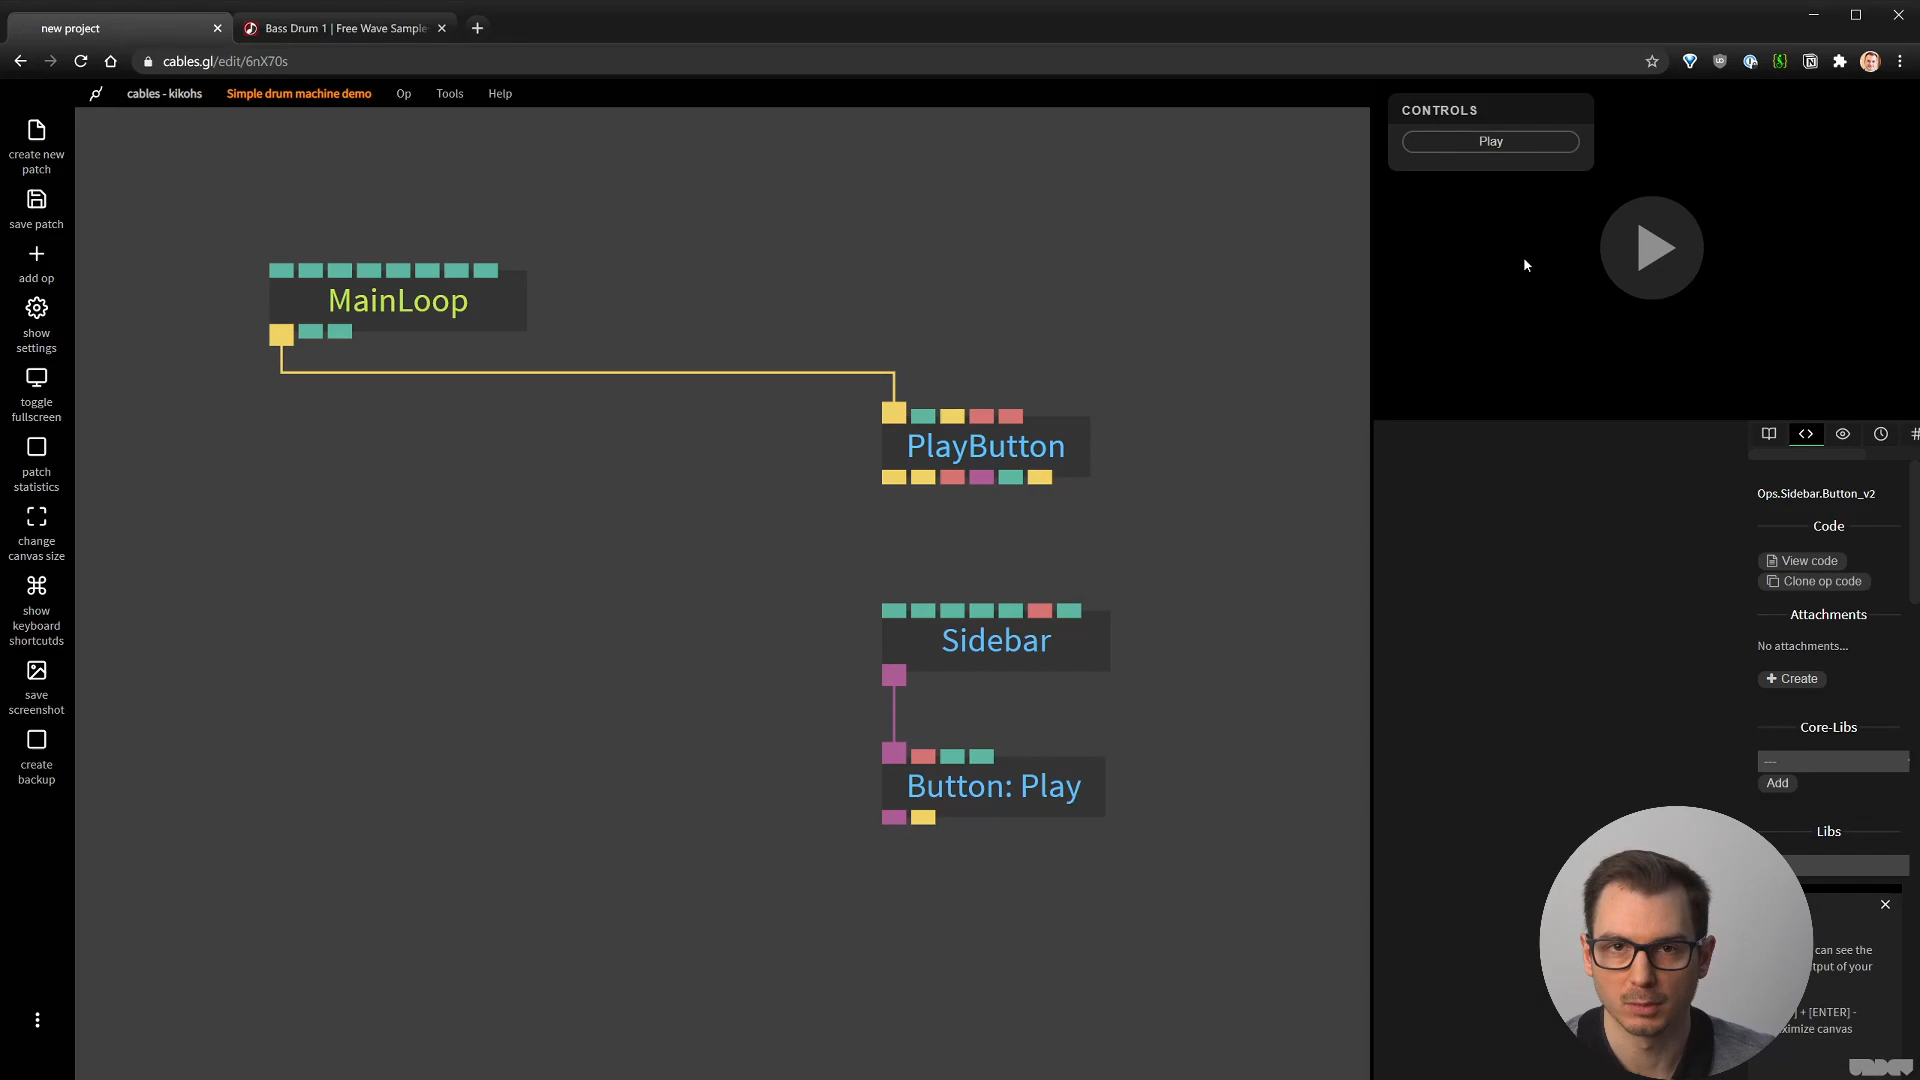 new project
Bass Drum 1 | Free Wave Sample
cables.gl/edit/6nX70s
cables - kikohs
Simple drum machine demo
Op
Tools
Help
create new
patch
save patch
add op
show
settings
toggle
fullscreen
patch
statistics
change
canvas size
show
keyboard
shortcutds
save
screenshot
create
backup
MainLoop
PlayButton
Sidebar
Button: Play
CONTROLS
Play
Ops.Sidebar.Button_v2
Code
View code
Clone op code
Attachments
No attachments...
Create
Core-Libs
---
Add
Libs
can see the
tput of your
] + [ENTER] -
ximize canvas